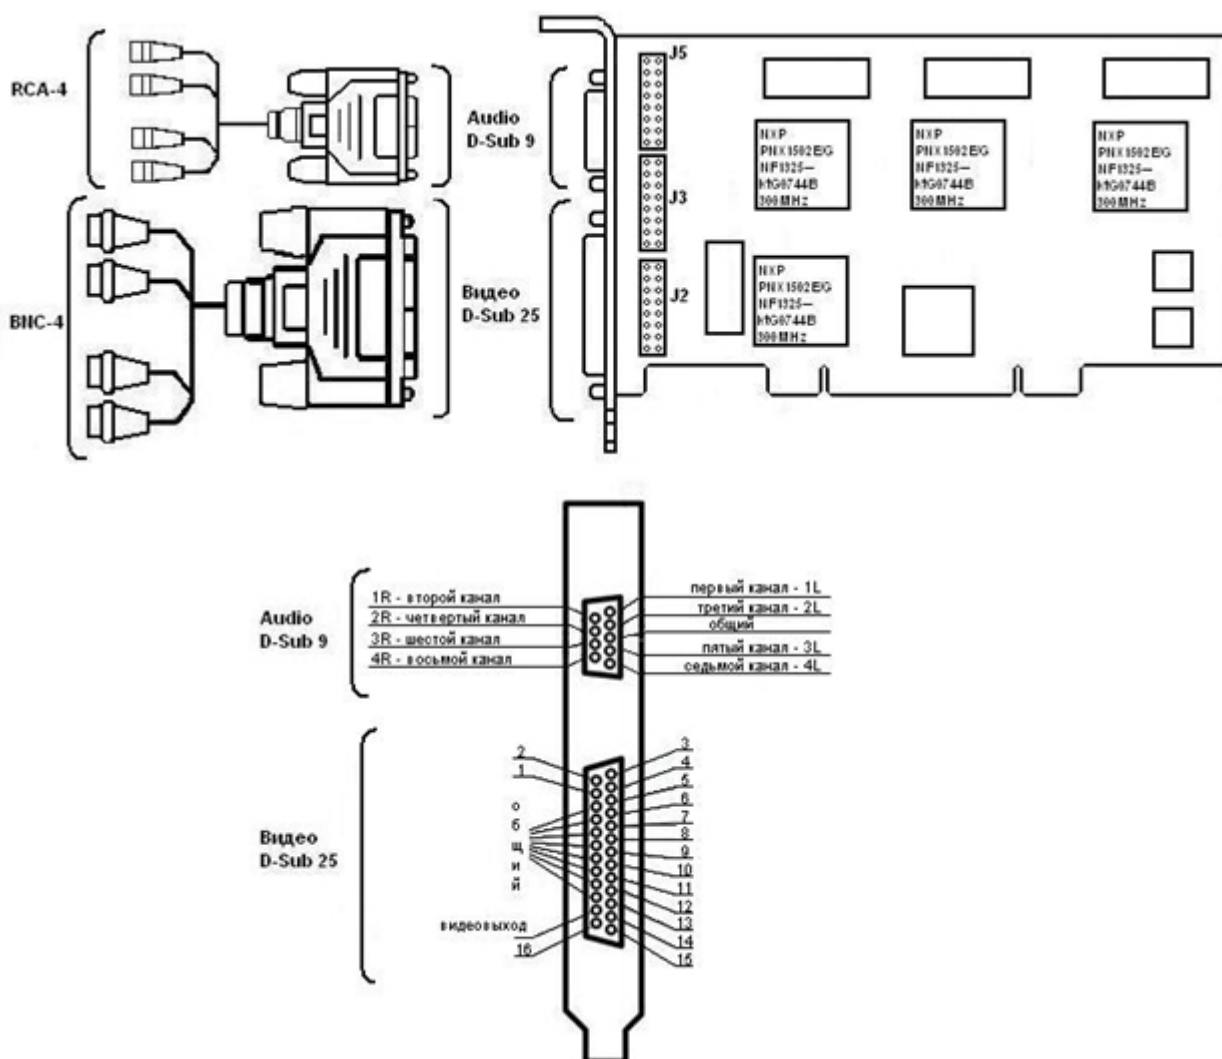 RCA-4
Audio
D-Sub 9
BNC-4
Видео
D-Sub 25
J5
J3
J2
NXP
PNX1502E/G
NF1325—
MG0744B
300MHz
NXP
PNX1502E/G
NF1325—
MG0744B
300MHz
NXP
PNX1502E/G
NF1325—
MG0744B
300MHz
NXP
PNX1502E/G
NF1325—
MG0744B
300MHz
Audio
D-Sub 9
1R - второй канал
2R - четвертый канал
3R - шестой канал
4R - восьмой канал
первый канал - 1L
третий канал - 2L
общий
пятый канал - 3L
седьмой канал - 4L
Видео
D-Sub 25
2
1
о
б
щ
и
й
видеовыход
16
3
4
5
6
7
8
9
10
11
12
13
14
15